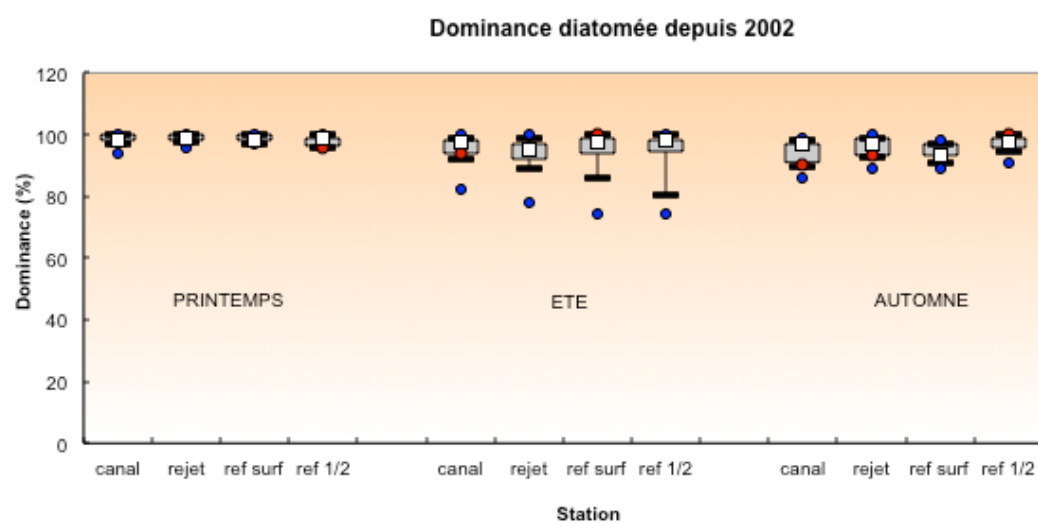 Dominance diatomée depuis 2002
120
100
80
60
40
20
0
Dominance (%)
PRINTEMPS
ETE
AUTOMNE
canal rejet ref surf ref 1/2 canal rejet ref surf ref 1/2 canal rejet ref surf ref 1/2
Station